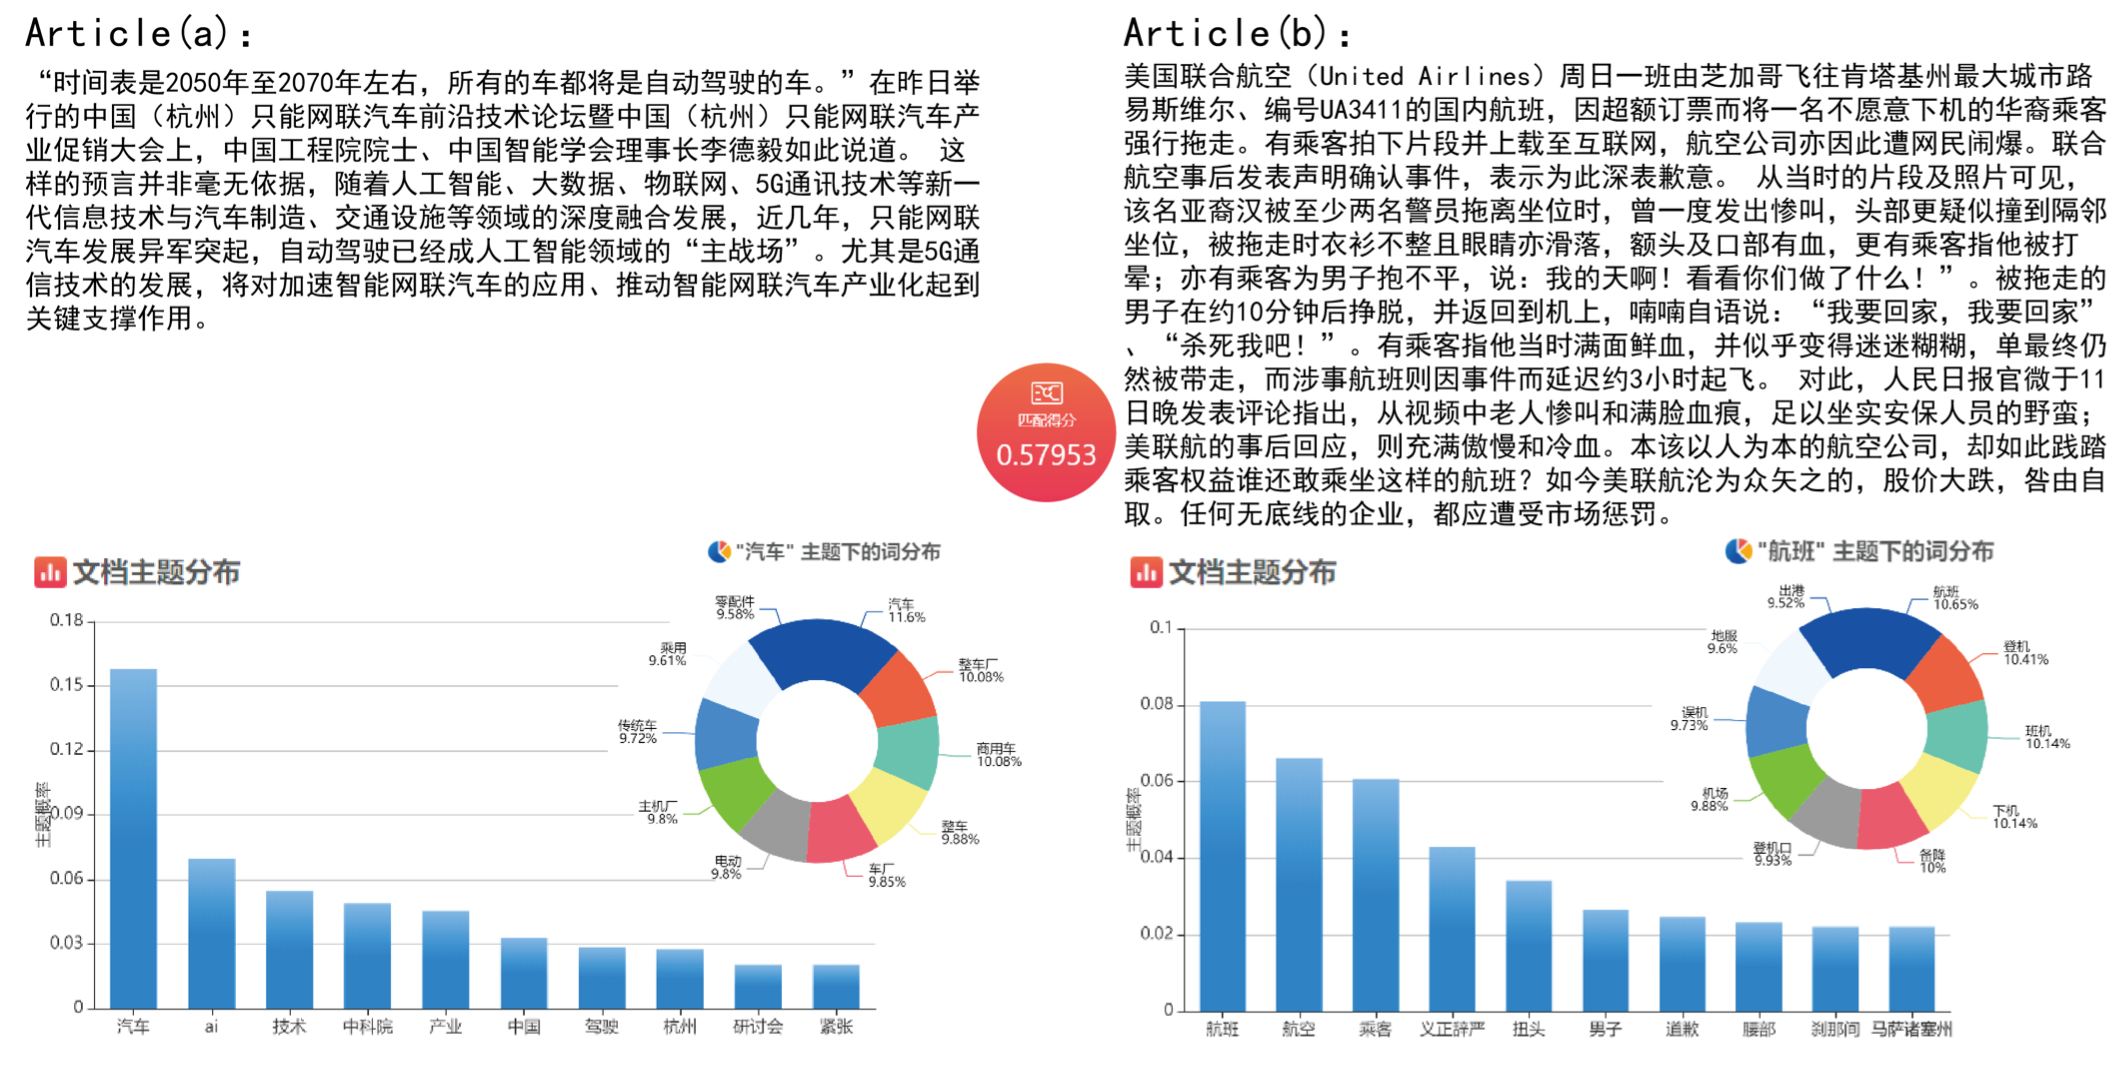 Article(a):
“时间表是2050年至2070年左右，所有的车都将是自动驾驶的车。”在昨日举
行的中国（杭州）只能网联汽车前沿技术论坛暨中国（杭州）只能网联汽车产
业促销大会上，中国工程院院士、中国智能学会理事长李德毅如此说道。 这
样的预言并非毫无依据，随着人工智能、大数据、物联网、5G通讯技术等新一
代信息技术与汽车制造、交通设施等领域的深度融合发展，近几年，只能网联
汽车发展异军突起，自动驾驶已经成人工智能领域的“主战场”。尤其是5G通
信技术的发展，将对加速智能网联汽车的应用、推动智能网联汽车产业化起到
关键支撑作用。
匹配得分
0.57953
Article(b):
美国联合航空（United Airlines）周日一班由芝加哥飞往肯塔基州最大城市路
易斯维尔、编号UA3411的国内航班，因超额订票而将一名不愿意下机的华裔乘客
强行拖走。有乘客拍下片段并上载至互联网，航空公司亦因此遭网民闹爆。联合
航空事后发表声明确认事件，表示为此深表歉意。 从当时的片段及照片可见，
该名亚裔汉被至少两名警员拖离坐位时，曾一度发出惨叫，头部更疑似撞到隔邻
坐位，被拖走时衣衫不整且眼睛亦滑落，额头及口部有血，更有乘客指他被打
晕；亦有乘客为男子抱不平，说：我的天啊！看看你们做了什么！”。被拖走的
男子在约10分钟后挣脱，并返回到机上，喃喃自语说：“我要回家，我要回家”
、“杀死我吧！”。有乘客指他当时满面鲜血，并似乎变得迷迷糊糊，单最终仍
然被带走，而涉事航班则因事件而延迟约3小时起飞。 对此，人民日报官微于11
日晚发表评论指出，从视频中老人惨叫和满脸血痕，足以坐实安保人员的野蛮；
美联航的事后回应，则充满傲慢和冷血。本该以人为本的航空公司，却如此践踏
乘客权益谁还敢乘坐这样的航班？如今美联航沦为众矢之的，股价大跌，咎由自
取。任何无底线的企业，都应遭受市场惩罚。
文档主题分布
0.18
0.15
0.12
0.09
0.06
0.03
0
主题概率
汽车
ai
技术
中科院
产业
中国
驾驶
杭州
研讨会
紧张
"汽车" 主题下的词分布
汽车
11.6%
整车厂
10.08%
商用车
10.08%
整车
9.88%
车厂
9.85%
电动
9.8%
主机厂
9.8%
传统车
9.72%
乘用
9.61%
零配件
9.58%
文档主题分布
0.1
0.08
0.06
0.04
0.02
0
主题概率
航班
航空
乘客
义正辞严
扭头
男子
道歉
腰部
刹那间
马萨诸塞州
"航班" 主题下的词分布
航班
10.65%
登机
10.41%
班机
10.14%
下机
10.14%
备降
10%
登机口
9.93%
机场
9.88%
误机
9.73%
地服
9.6%
出港
9.52%